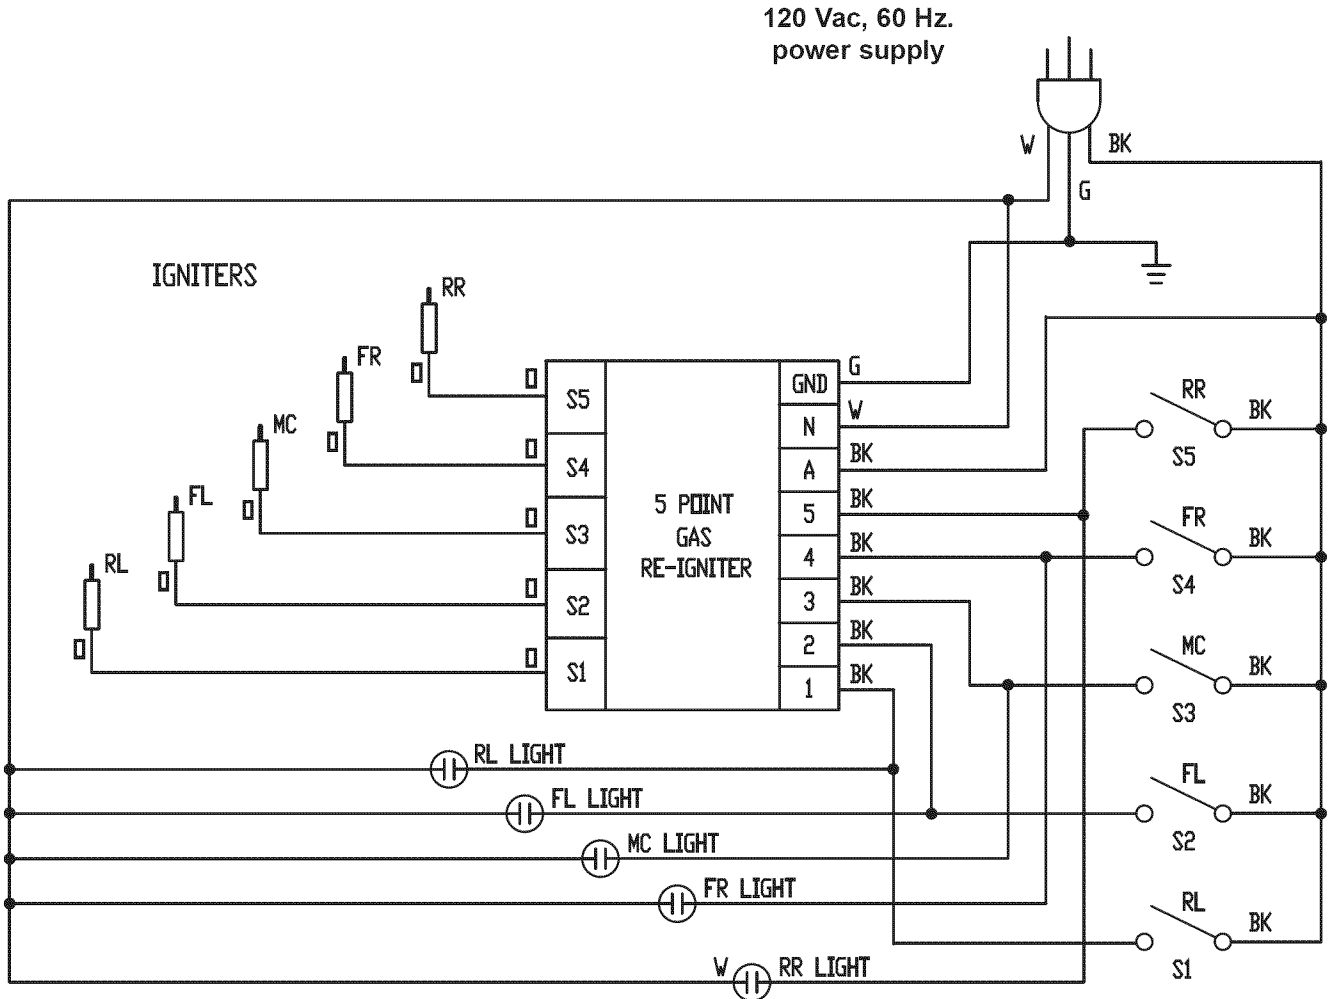 120 Vac, 60 Hz.
power supply
W
BK
G
IGNITERS
RR
FR
MC
FL
RL
S5
S4
S3
S2
S1
5 POINT
GAS
RE-IGNITER
GND
N
A
5
4
3
2
1
G
W
BK
BK
BK
BK
BK
BK
RR
BK
S5
FR
BK
S4
MC
BK
S3
FL
BK
S2
RL
BK
S1
RL LIGHT
FL LIGHT
MC LIGHT
FR LIGHT
W
RR LIGHT